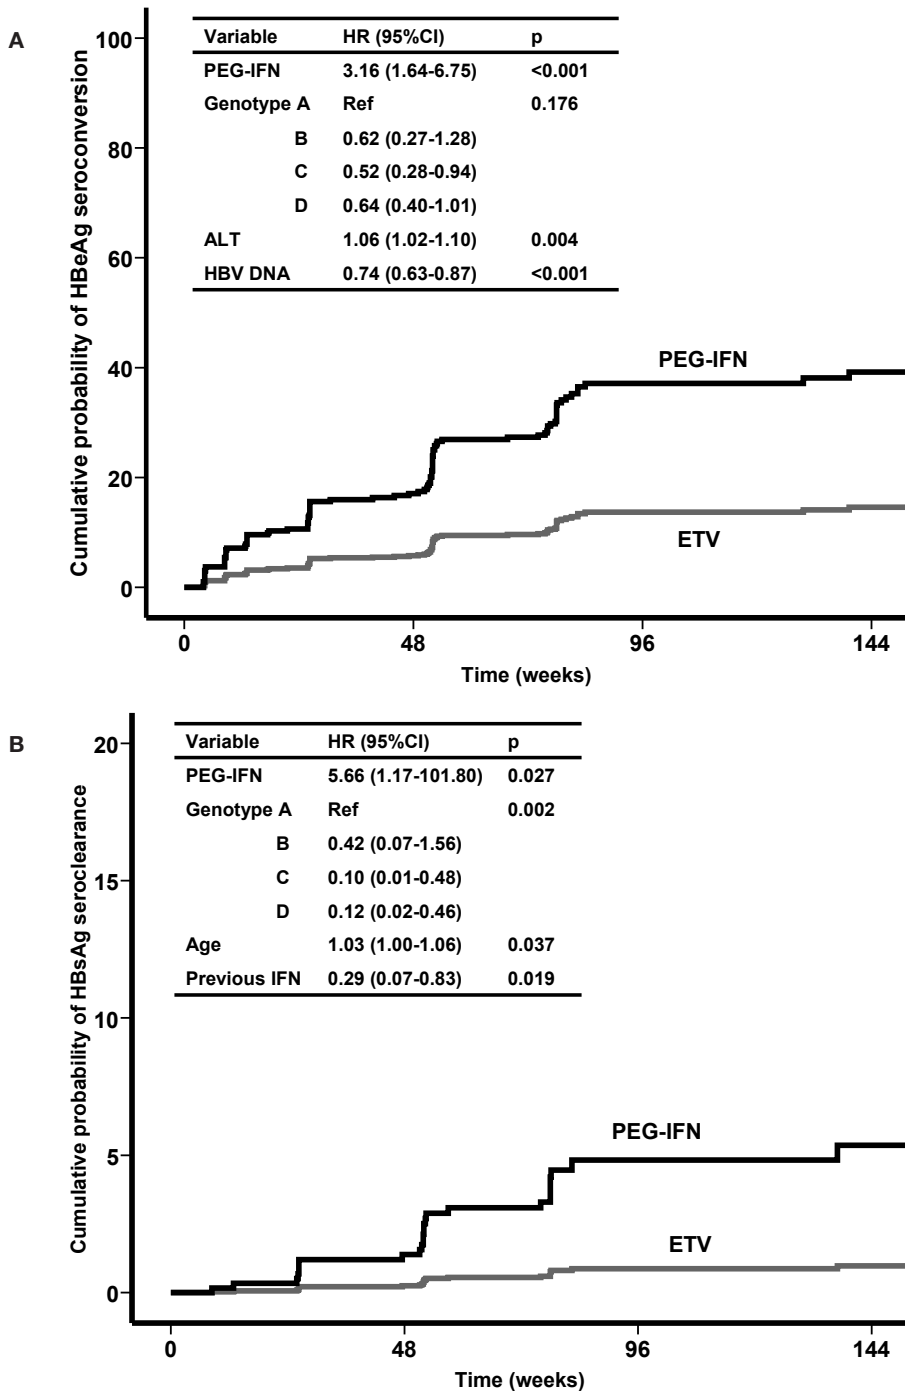 A
Cumulative probability of HBeAg seroconversion
100
80
60
40
20
0
Variable HR (95%CI) p
PEG-IFN 3.16 (1.64-6.75) <0.001
Genotype A Ref 0.176
B 0.62 (0.27-1.28)
C 0.52 (0.28-0.94)
D 0.64 (0.40-1.01)
ALT 1.06 (1.02-1.10) 0.004
HBV DNA 0.74 (0.63-0.87) <0.001
PEG-IFN
ETV
0 48 96 144
Time (weeks)
B
Cumulative probability of HBsAg seroclearance
20
15
10
5
0
Variable HR (95%CI) p
PEG-IFN 5.66 (1.17-101.80) 0.027
Genotype A Ref 0.002
B 0.42 (0.07-1.56)
C 0.10 (0.01-0.48)
D 0.12 (0.02-0.46)
Age 1.03 (1.00-1.06) 0.037
Previous IFN 0.29 (0.07-0.83) 0.019
PEG-IFN
ETV
0 48 96 144
Time (weeks)